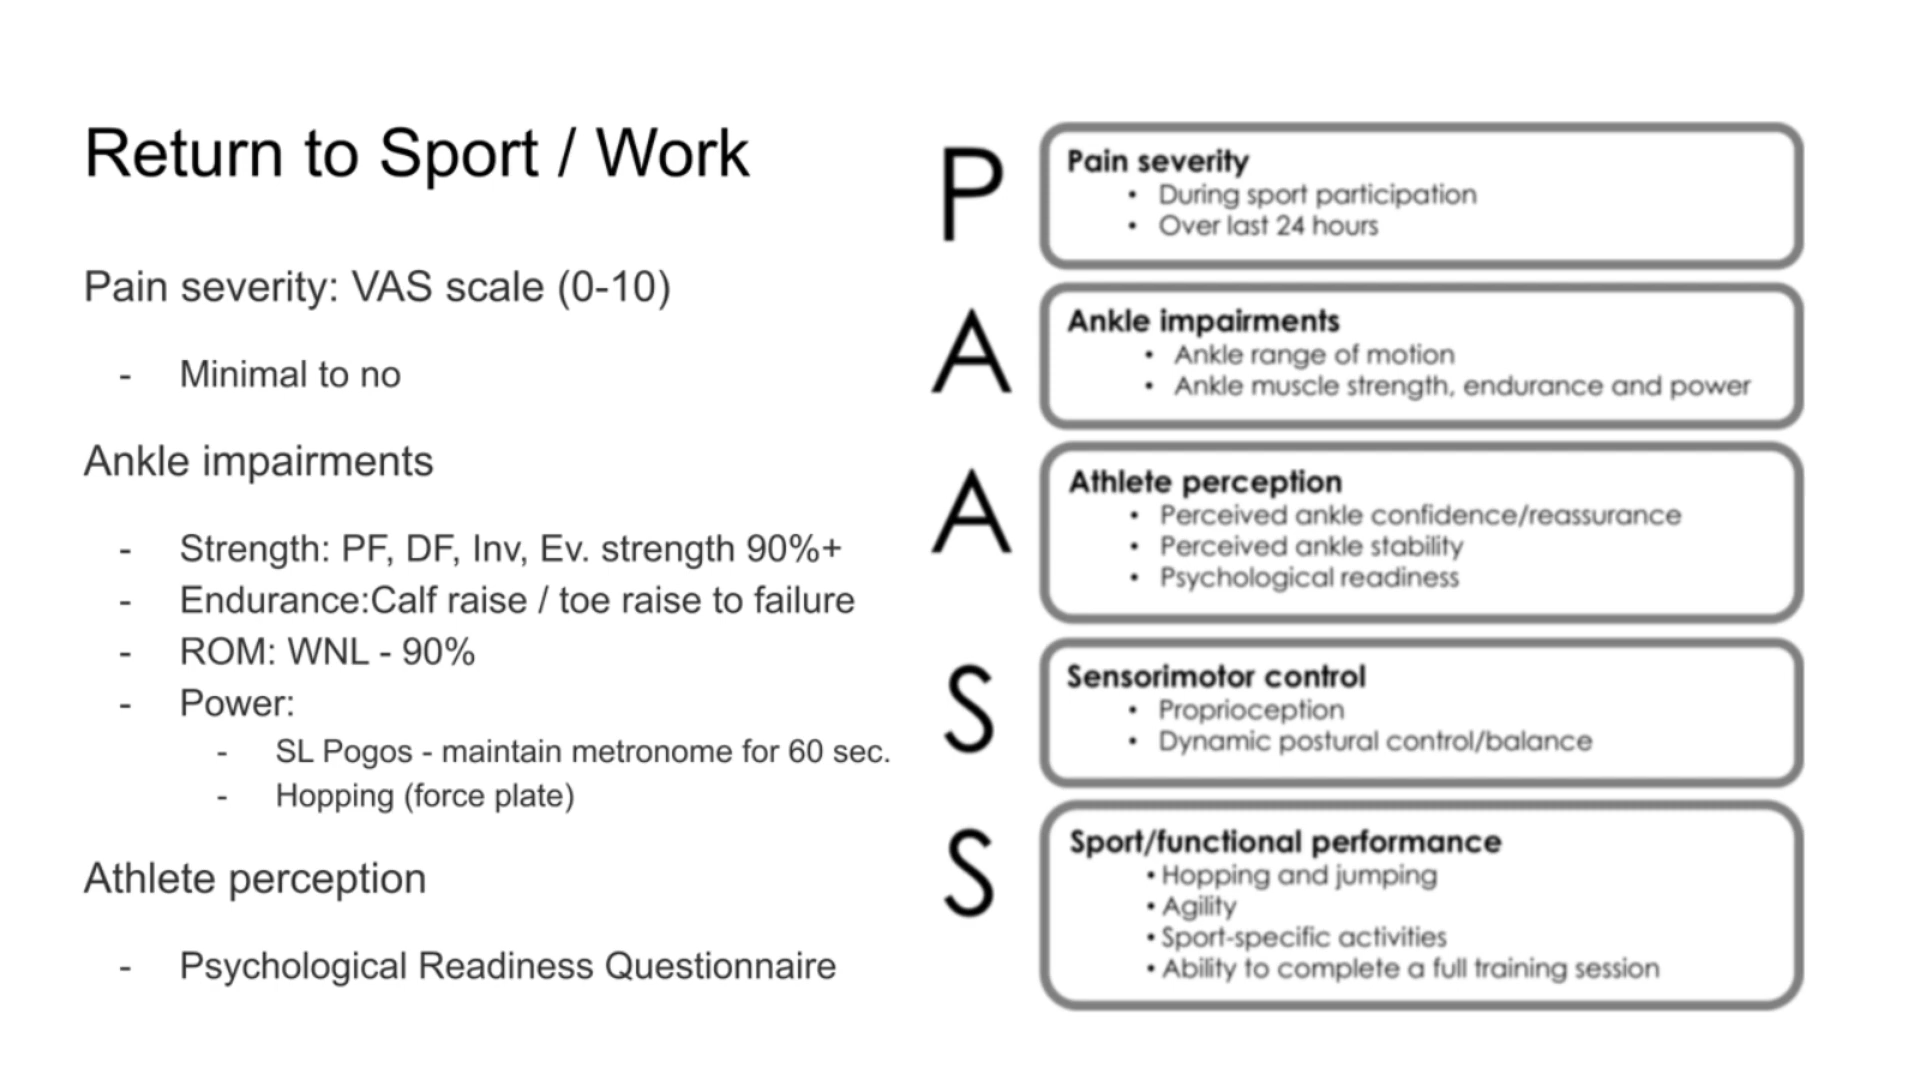 Return to Sport / Work
Pain severity: VAS scale (0-10)
- Minimal to no
Ankle impairments
- Strength: PF, DF, Inv, Ev. strength 90%+
- Endurance:Calf raise / toe raise to failure
- ROM: WNL - 90%
- Power:
- SL Pogos - maintain metronome for 60 sec.
- Hopping (force plate)
Athlete perception
- Psychological Readiness Questionnaire
P
Pain severity
• During sport participation
• Over last 24 hours
A
Ankle impairments
• Ankle range of motion
• Ankle muscle strength, endurance and power
A
Athlete perception
• Perceived ankle confidence/reassurance
• Perceived ankle stability
• Psychological readiness
S
Sensorimotor control
• Proprioception
• Dynamic postural control/balance
S
Sport/functional performance
• Hopping and jumping
• Agility
• Sport-specific activities
• Ability to complete a full training session